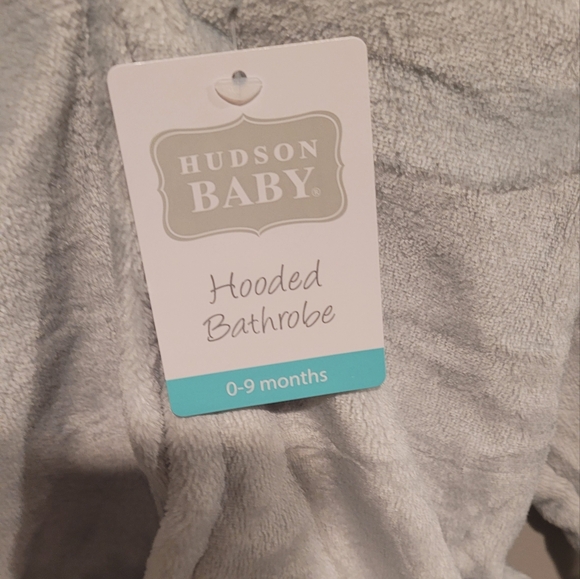 HUDSON
BABY®
Hooded
Bathrobe
0-9 months